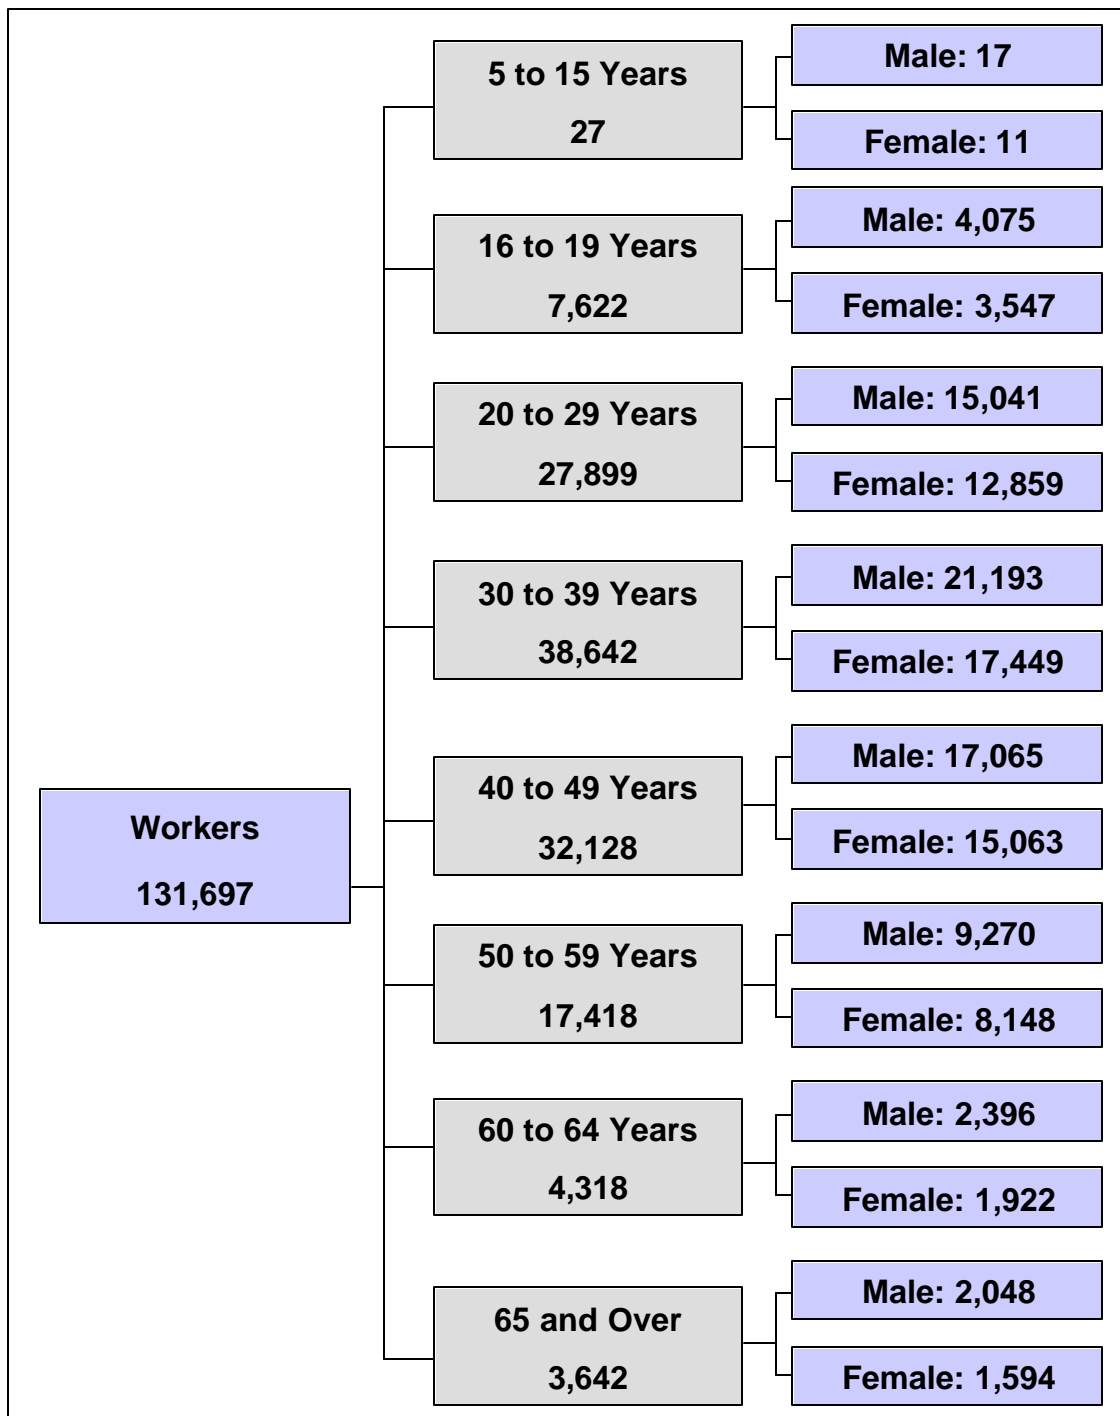 Workers
131,697
5 to 15 Years
27
Male: 17
Female: 11
16 to 19 Years
7,622
Male: 4,075
Female: 3,547
20 to 29 Years
27,899
Male: 15,041
Female: 12,859
30 to 39 Years
38,642
Male: 21,193
Female: 17,449
40 to 49 Years
32,128
Male: 17,065
Female: 15,063
50 to 59 Years
17,418
Male: 9,270
Female: 8,148
60 to 64 Years
4,318
Male: 2,396
Female: 1,922
65 and Over
3,642
Male: 2,048
Female: 1,594